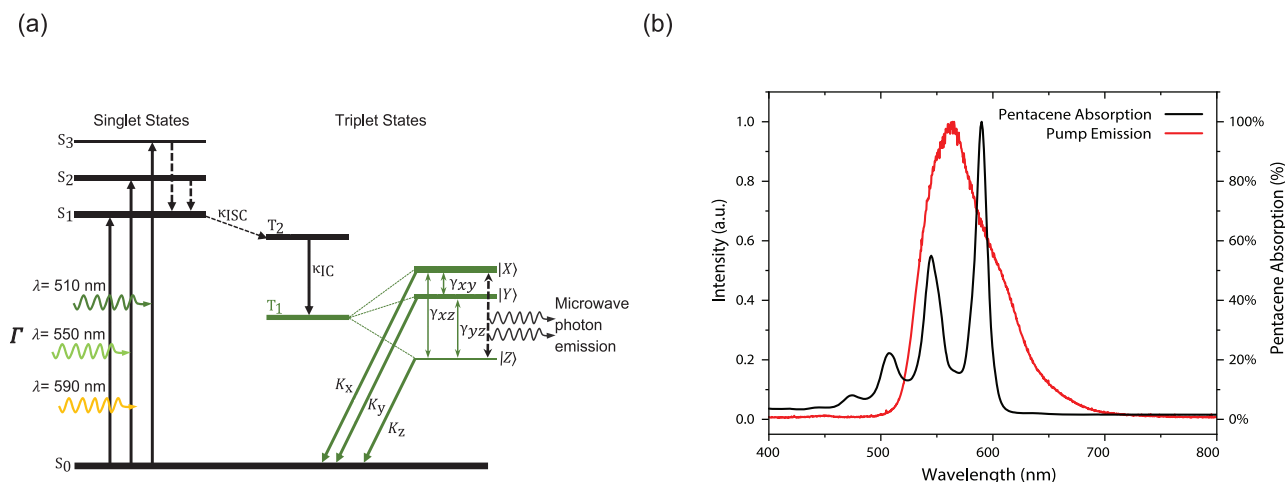 (a)
Singlet States
Triplet States
S3
S2
S1
κISC
T2
κIC
T1
|X⟩
γxy
|Y⟩
γxz
γyz
|Z⟩
Microwave
photon
emission
λ= 510 nm
Γ
λ= 550 nm
λ= 590 nm
Kx
Ky
Kz
S0
(b)
Pentacene Absorption
Pump Emission
Intensity (a.u.)
1.0
0.8
0.6
0.4
0.2
0.0
100%
80%
60%
40%
20%
0%
Pentacene Absorption (%)
400 500 600 700 800
Wavelength (nm)